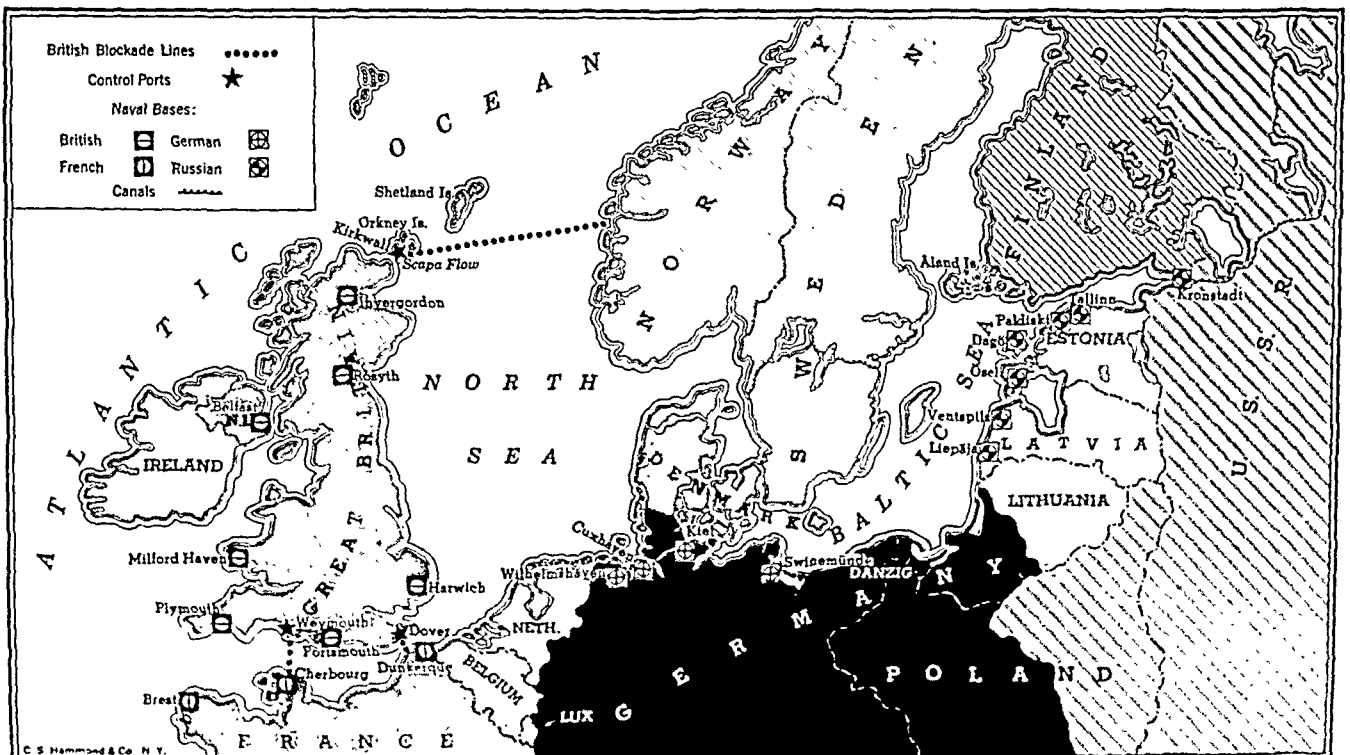 British Blockade Lines
Control Ports
Naval Bases:
British German
French Russian
Canals
ATLANTIC OCEAN
Shetland Is.
Orkney Is.
Kirkwall
Scapa Flow
Invergordon
Rosyth
Belfast
N.I.
IRELAND
GREAT BRITAIN
NORTH
SEA
Milford Haven
Harwich
Plymouth
Weymouth
Portsmouth
Dover
Dunkerque
Cherbourg
Brest
FRANCE
NORWAY
SWEDEN
FINLAND
Åland Is.
Kronstadt
Tallinn
Paldiski
Dagö
ESTONIA
Ösel
Ventspils
Liepāja
LATVIA
LITHUANIA
U.S.S.R.
BALTIC SEA
DENMARK
Kiel
Cuxhaven
Wilhelmshaven
Swinemünde
DANZIG
GERMANY
POLAND
NETH.
BELGIUM
LUX
C. S. Hammond & Co. N. Y.